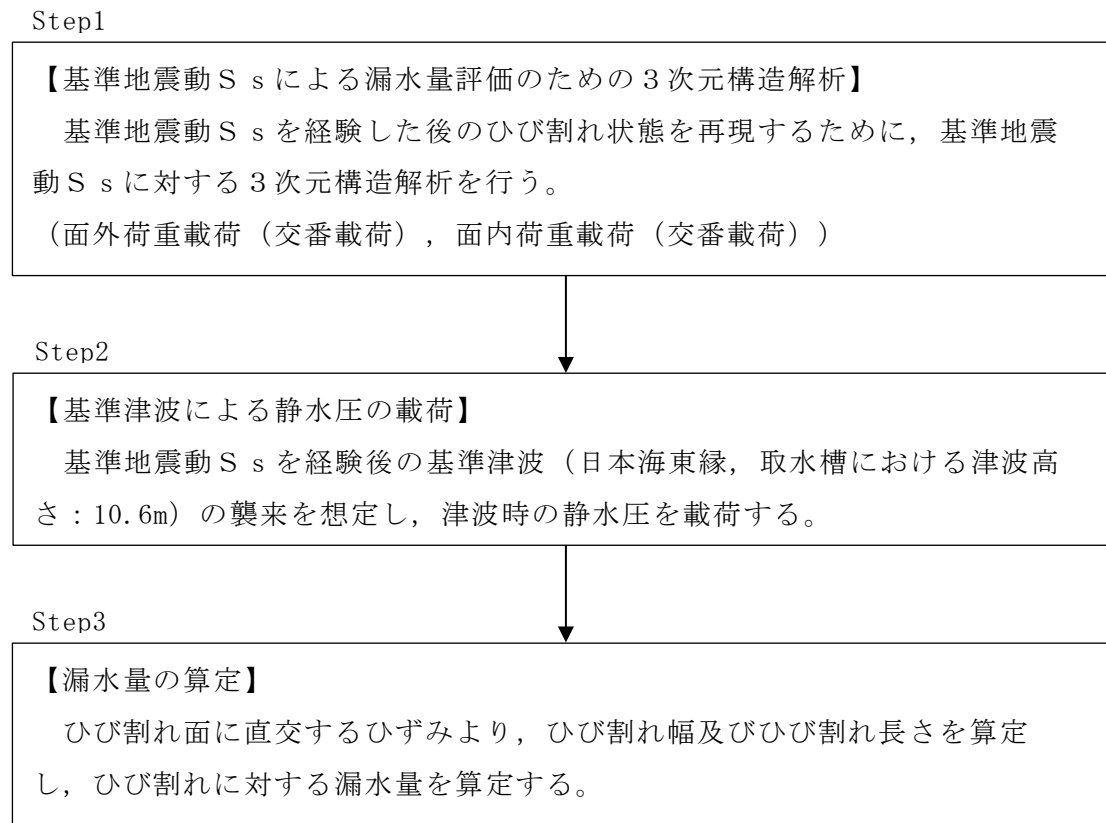 Step1
【基準地震動Ｓｓによる漏水量評価のための３次元構造解析】
基準地震動Ｓｓを経験した後のひび割れ状態を再現するために，基準地震
動Ｓｓに対する３次元構造解析を行う。
（面外荷重載荷（交番載荷），面内荷重載荷（交番載荷））
Step2
【基準津波による静水圧の載荷】
基準地震動Ｓｓを経験後の基準津波（日本海東縁，取水槽における津波高
さ：10.6m）の襲来を想定し，津波時の静水圧を載荷する。
Step3
【漏水量の算定】
ひび割れ面に直交するひずみより，ひび割れ幅及びひび割れ長さを算定
し，ひび割れに対する漏水量を算定する。